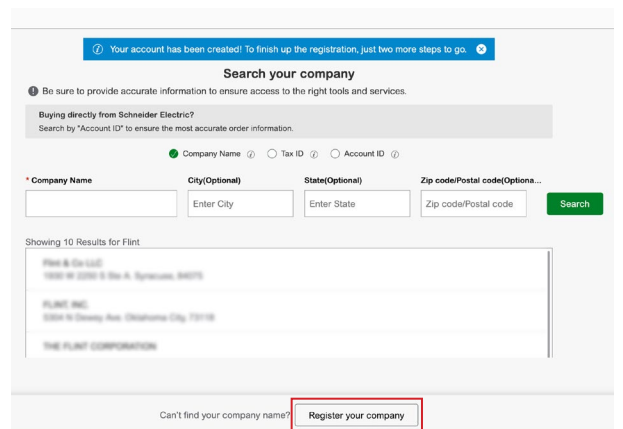 Your account has been created! To finish up the registration, just two more steps to go.
Search your company
Be sure to provide accurate information to ensure access to the right tools and services.
Buying directly from Schneider Electric?
Search by "Account ID" to ensure the most accurate order information.
Company Name Tax ID Account ID
* Company Name City(Optional) State(Optional) Zip code/Postal code(Optiona...
Enter City Enter State Zip code/Postal code Search
Showing 10 Results for Flint
Flint & Co LLC
FLINT, INC.
THE FLINT CORPORATION
Can't find your company name? Register your company